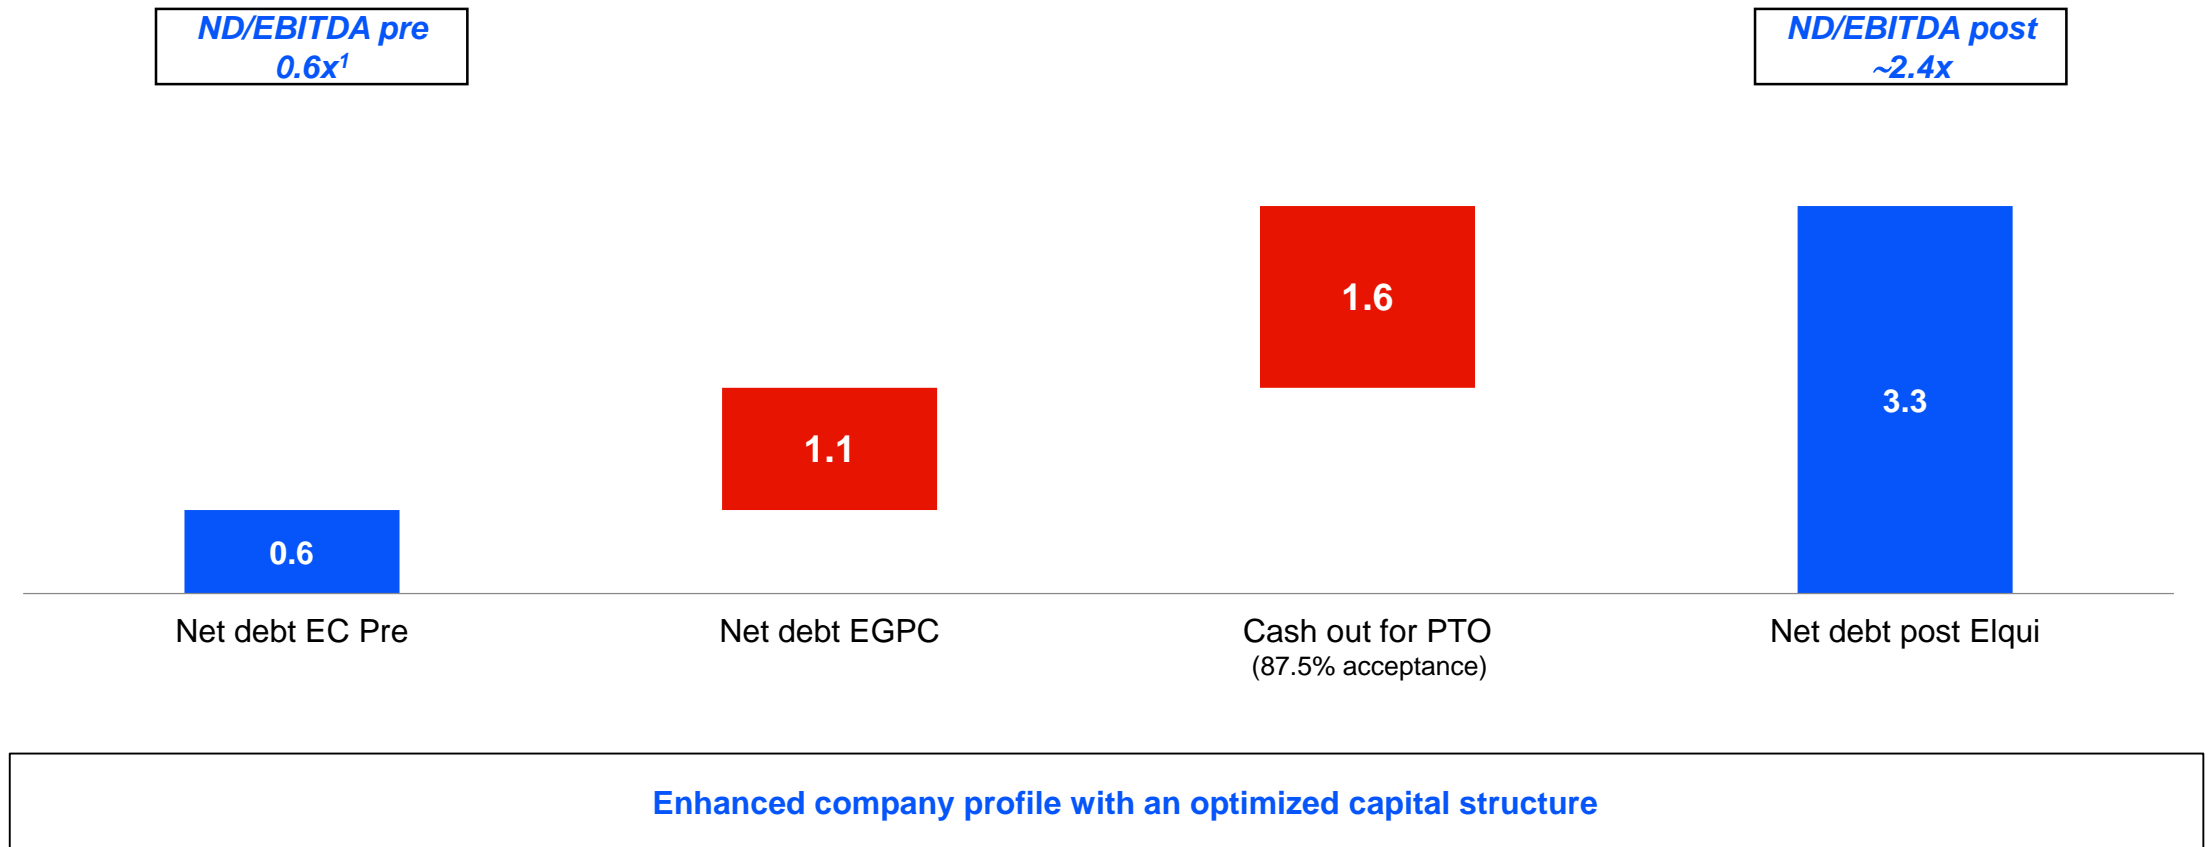 ND/EBITDA pre
0.6x¹
ND/EBITDA post
~2.4x
1.6
3.3
1.1
0.6
Net debt EC Pre
Net debt EGPC
Cash out for PTO
(87.5% acceptance)
Net debt post Elqui
Enhanced company profile with an optimized capital structure